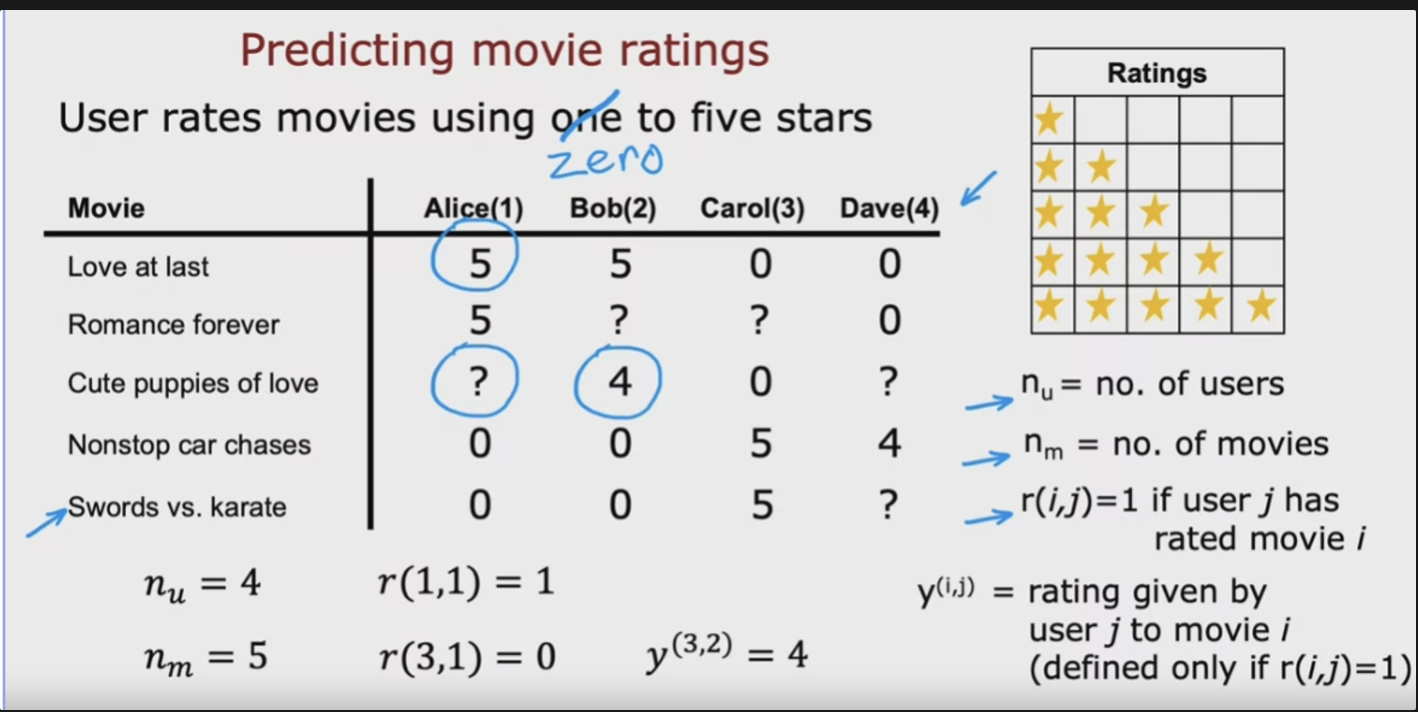 Predicting movie ratings
User rates movies using one to five stars
zero
Ratings
Movie Alice(1) Bob(2) Carol(3) Dave(4)
Love at last 5 5 0 0
Romance forever 5 ? ? 0
Cute puppies of love ? 4 0 ?
Nonstop car chases 0 0 5 4
Swords vs. karate 0 0 5 ?
nᵤ = no. of users
nₘ = no. of movies
r(i,j)=1 if user j has
rated movie i
nᵤ = 4 r(1,1) = 1
nₘ = 5 r(3,1) = 0 y⁽³,²⁾ = 4
y⁽ⁱ,ʲ⁾ = rating given by
user j to movie i
(defined only if r(i,j)=1)